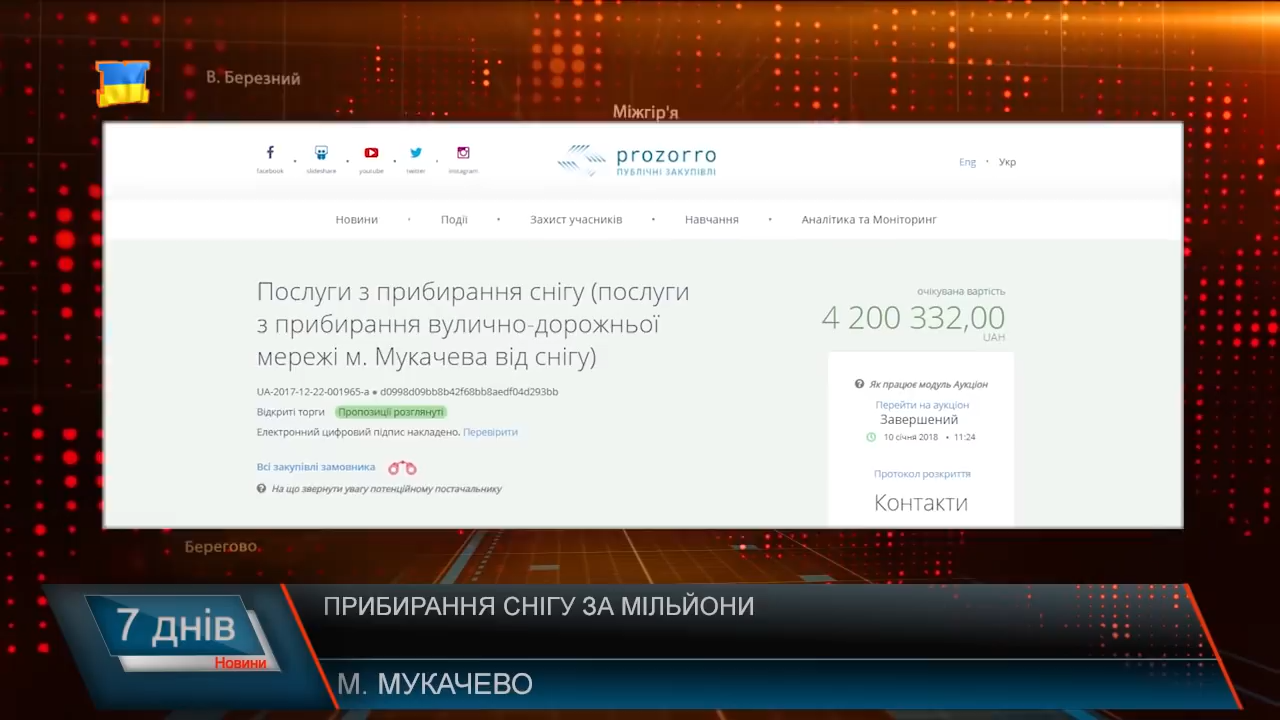 В. Березний
Міжгір'я
facebook
slideshare
youtube
twitter
instagram
prozorro
ПУБЛІЧНІ ЗАКУПІВЛІ
Eng • Укр
Новини • Події • Захист учасників • Навчання • Аналітика та Моніторинг
Послуги з прибирання снігу (послуги
з прибирання вулично-дорожньої
мережі м. Мукачева від снігу)
очікувана вартість
4 200 332,00
UAH
UA-2017-12-22-001965-a ● d0998d09bb8b42f68bb8aedf04d293bb
Відкриті торги Пропозиції розглянуті
Електронний цифровий підпис накладено. Перевірити
Всі закупівлі замовника
На що звернути увагу потенційному постачальнику
Як працює модуль Аукціон
Перейти на аукціон
Завершений
10 січня 2018 • 11:24
Протокол розкриття
Контакти
Берегово
7 днів
Новини
ПРИБИРАННЯ СНІГУ ЗА МІЛЬЙОНИ
М. МУКАЧЕВО